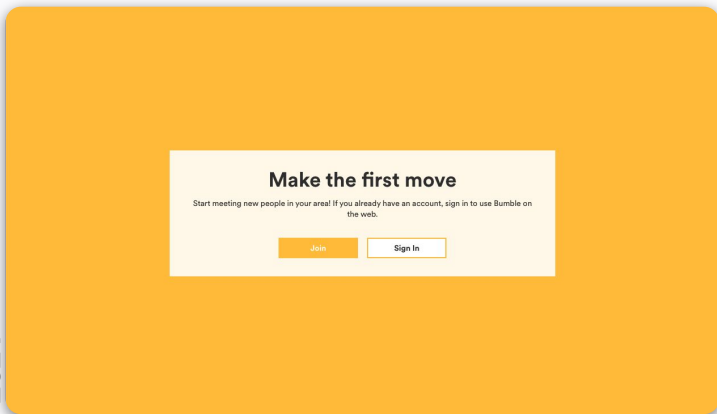 Make the first move
Start meeting new people in your area! If you already have an account, sign in to use Bumble on
the web.
Join
Sign In